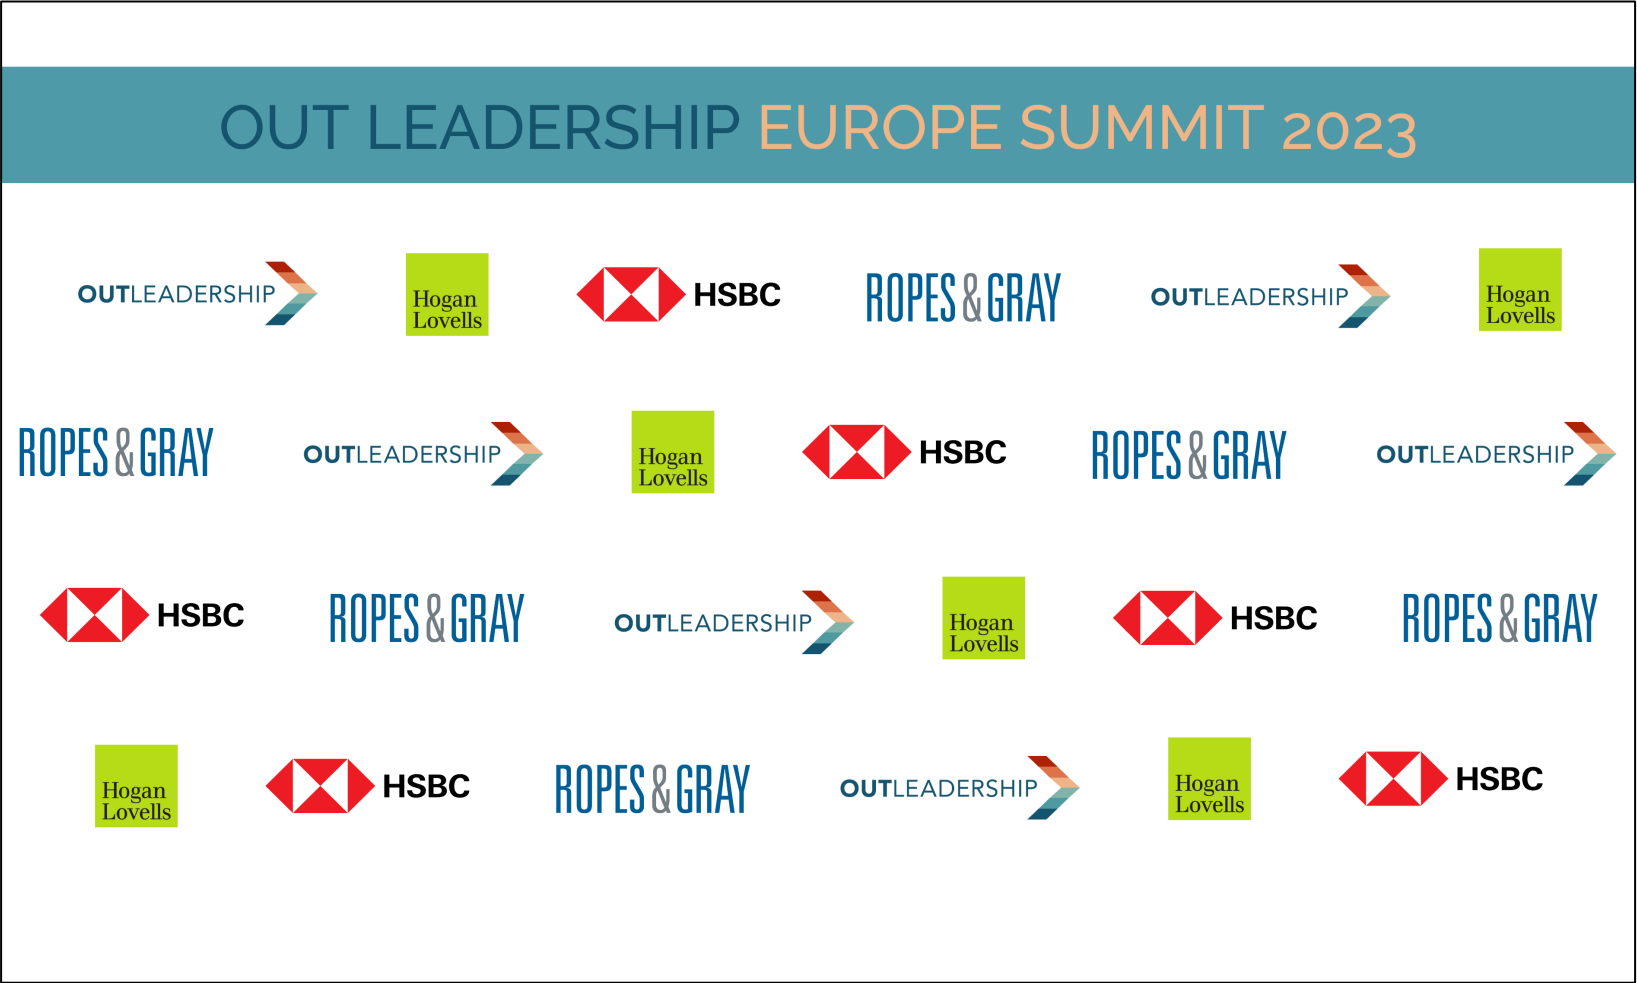 OUT LEADERSHIP EUROPE SUMMIT 2023
OUTLEADERSHIP
Hogan
Lovells
HSBC
ROPES & GRAY
OUTLEADERSHIP
Hogan
Lovells
ROPES & GRAY
OUTLEADERSHIP
Hogan
Lovells
HSBC
ROPES & GRAY
OUTLEADERSHIP
HSBC
ROPES & GRAY
OUTLEADERSHIP
Hogan
Lovells
HSBC
ROPES & GRAY
Hogan
Lovells
HSBC
ROPES & GRAY
OUTLEADERSHIP
Hogan
Lovells
HSBC